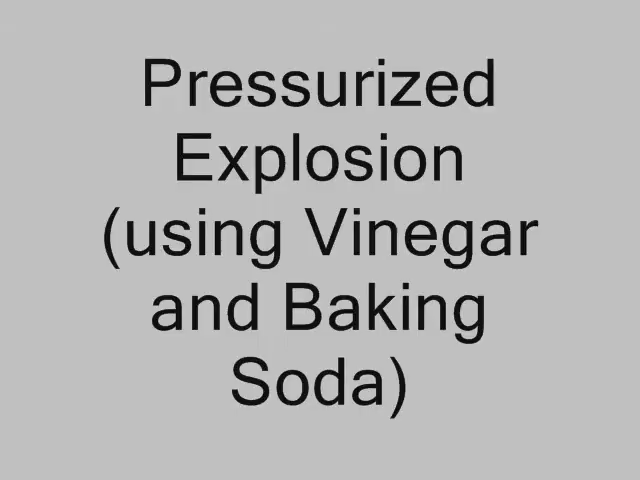 Pressurized
Explosion
(using Vinegar
and Baking
Soda)